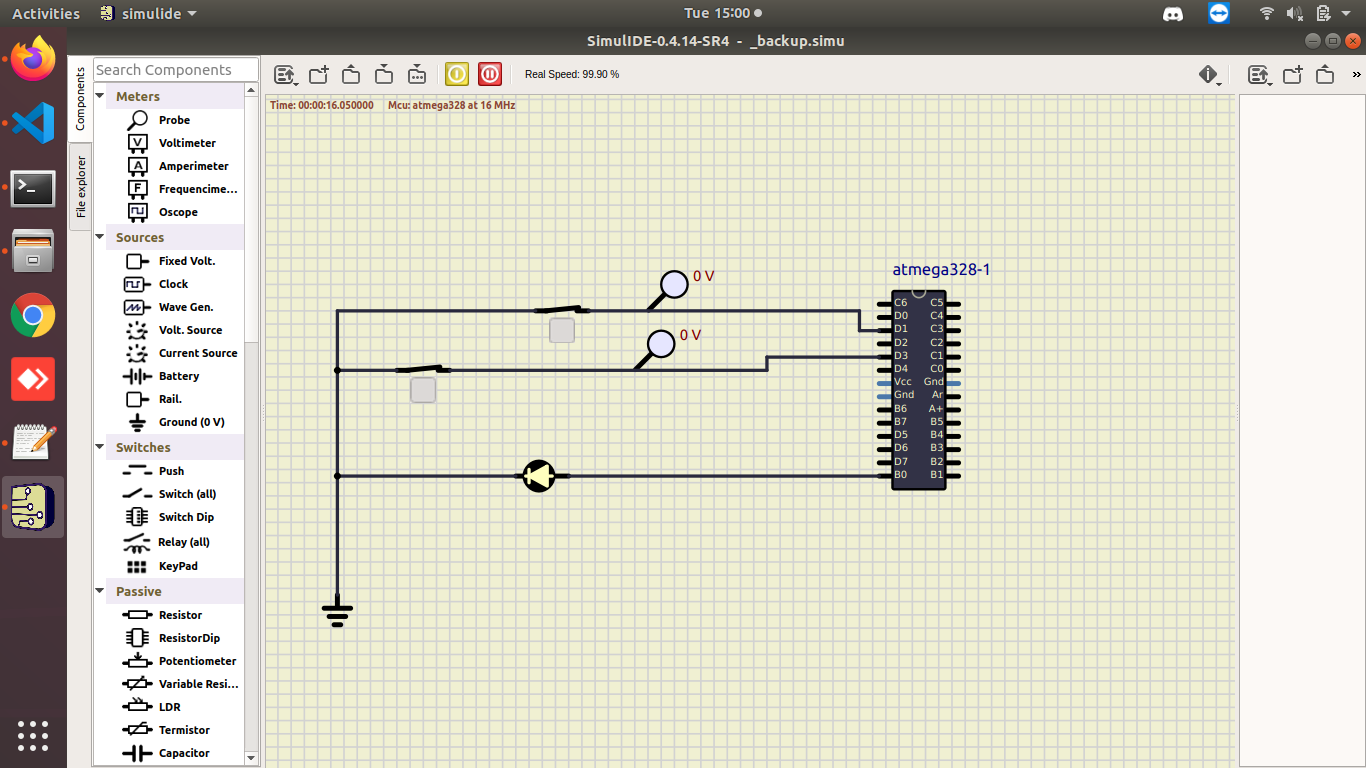 Activities simulide Tue 15:00
SimulIDE-0.4.14-SR4 - _backup.simu
Components
File explorer
Search Components
Real Speed: 99.90 %
»
Meters
Probe
Voltimeter
Amperimeter
Frequencime...
Oscope
Sources
Fixed Volt.
Clock
Wave Gen.
Volt. Source
Current Source
Battery
Rail.
Ground (0 V)
Switches
Push
Switch (all)
Switch Dip
Relay (all)
KeyPad
Passive
Resistor
ResistorDip
Potentiometer
Variable Resi...
LDR
Termistor
Capacitor
Time: 00:00:16.050000 Mcu: atmega328 at 16 MHz
0 V
0 V
atmega328-1
C6 C5
D0 C4
D1 C3
D2 C2
D3 C1
D4 C0
Vcc Gnd
Gnd Ar
B6 A+
B7 B5
D5 B4
D6 B3
D7 B2
B0 B1
V
A
F